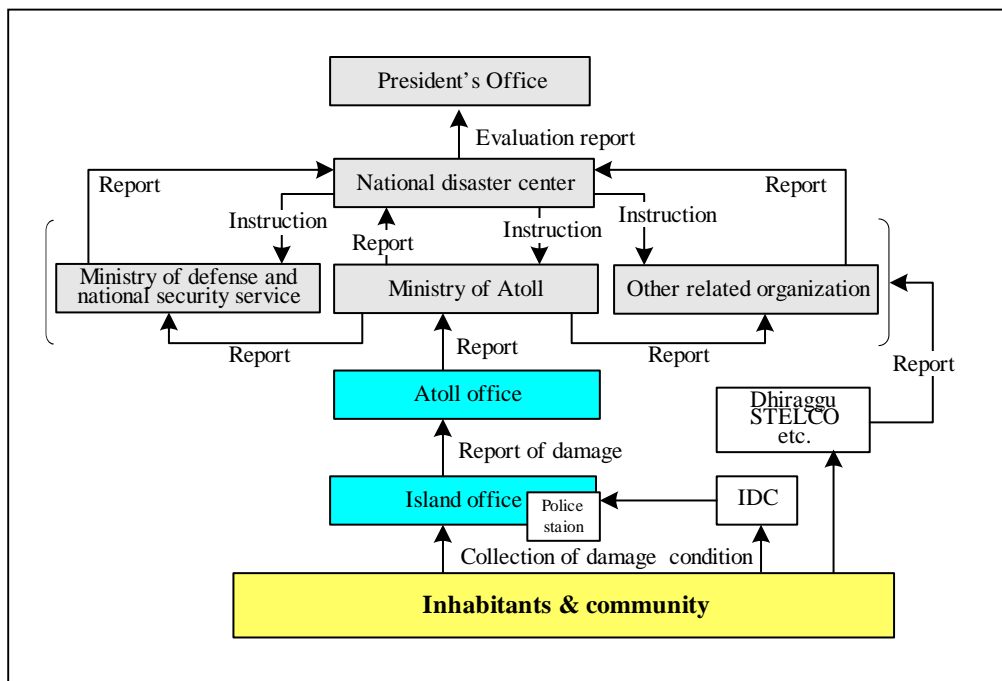 President's Office
Evaluation report
Report
National disaster center
Report
Instruction
Report
Instruction
Instruction
Ministry of defense and
national security service
Ministry of Atoll
Other related organization
Report
Report
Report
Report
Atoll office
Dhiraggu
STELCO
etc.
Report of damage
Island office
Police
staion
IDC
Collection of damage condition
Inhabitants & community